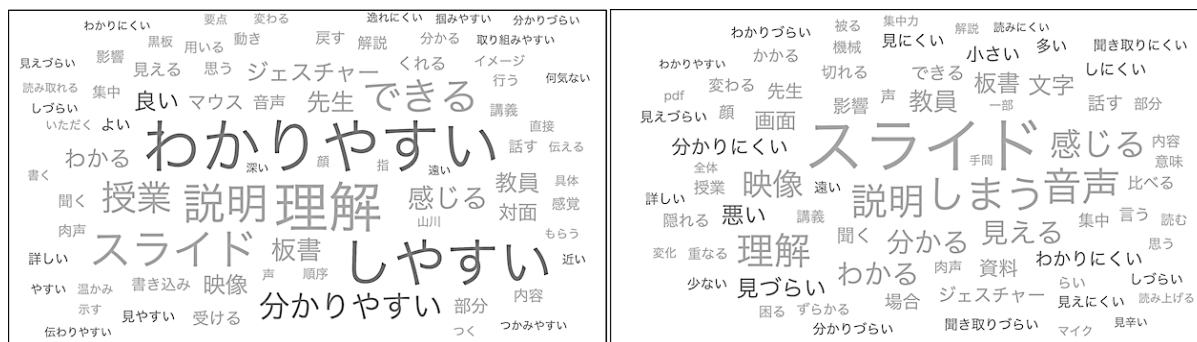 わかりにくい 要点 変わる 逸れにくい 掴みやすい 分かりづらい
黒板 用いる 動き 戻す 解説 分かる 取り組みやすい
見えづらい 影響 見える 思う ジェスチャー くれる イメージ 行う 何気ない
読み取れる 集中 良い マウス 音声 先生 できる 講義
しづらい いただく よい わかりやすい 直接 話す 伝える
わかる 深い 顔 指 遠い
書く 聞く 授業 説明 理解 感じる 教員 具体 対面 感覚
肉声 山川 もらう
スライド 板書 しやすい 近い
詳しい 声 順序
やすい 温かみ 書き込み 映像 分かりやすい 部分 内容
示す 見やすい 受ける つく つかみやすい
伝わりやすい
わかりづらい 被る 集中力 解説 読みにくい
わかりやすい かかる 機械 見にくい 小さい 多い 聞き取りにくい
切れる できる 板書 文字 しにくい
pdf 変わる 先生 影響 声 教員 一部 話す 部分
見えづらい 顔 画面 スライド 感じる 内容
分かりにくい 手間 意味
全体 授業 映像 遠い 説明 しまう 音声 比べる
詳しい 隠れる 悪い 講義 集中 言う 読む
変化 重なる 理解 聞く 分かる 見える 思う
少ない 見づらい わかる 肉声 資料 わかりにくい
場合 ジェスチャー らい しづらい
困る ずらかる 見えにくい 読み上げる
分かりづらい 聞き取りづらい マイク 見辛い